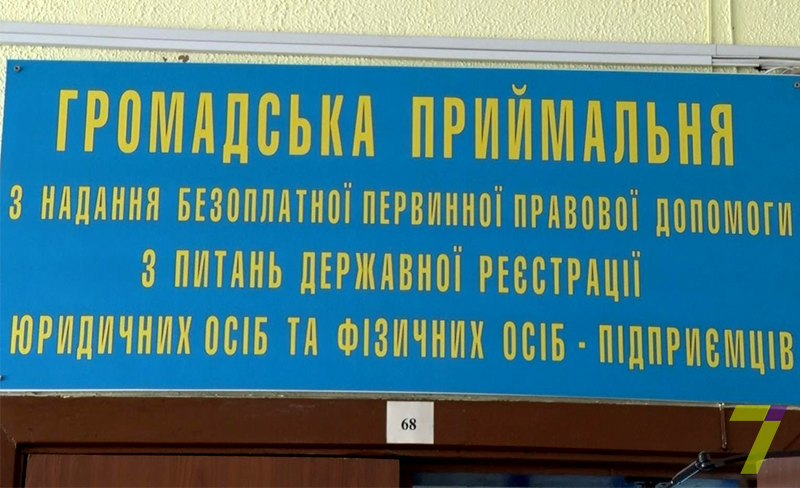 ГРОМАДСЬКА ПРИЙМАЛЬНЯ
З НАДАННЯ БЕЗОПЛАТНОЇ ПЕРВИННОЇ ПРАВОВОЇ ДОПОМОГИ
З ПИТАНЬ ДЕРЖАВНОЇ РЕЄСТРАЦІЇ
ЮРИДИЧНИХ ОСІБ ТА ФІЗИЧНИХ ОСІБ - ПІДПРИЄМЦІВ
68
7